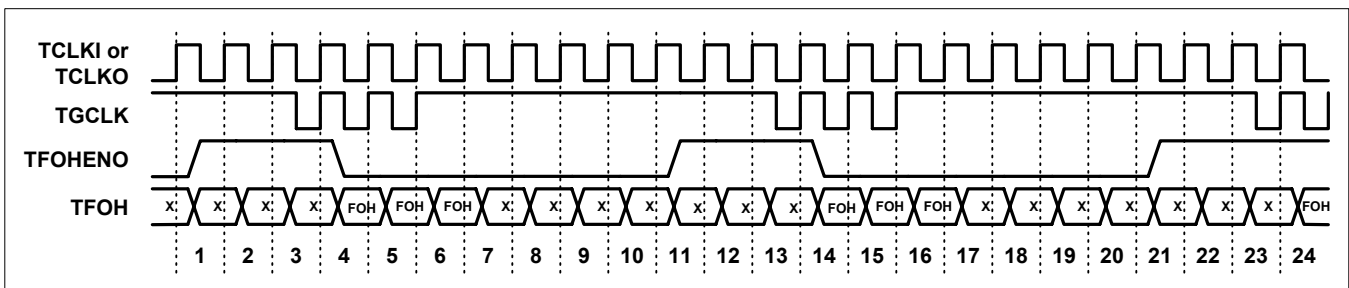 TCLKI or
TCLKO
TGCLK
TFOHENO
TFOH X X X X FOH FOH FOH X X X X X X X FOH FOH FOH X X X X X X X FOH
1 2 3 4 5 6 7 8 9 10 11 12 13 14 15 16 17 18 19 20 21 22 23 24